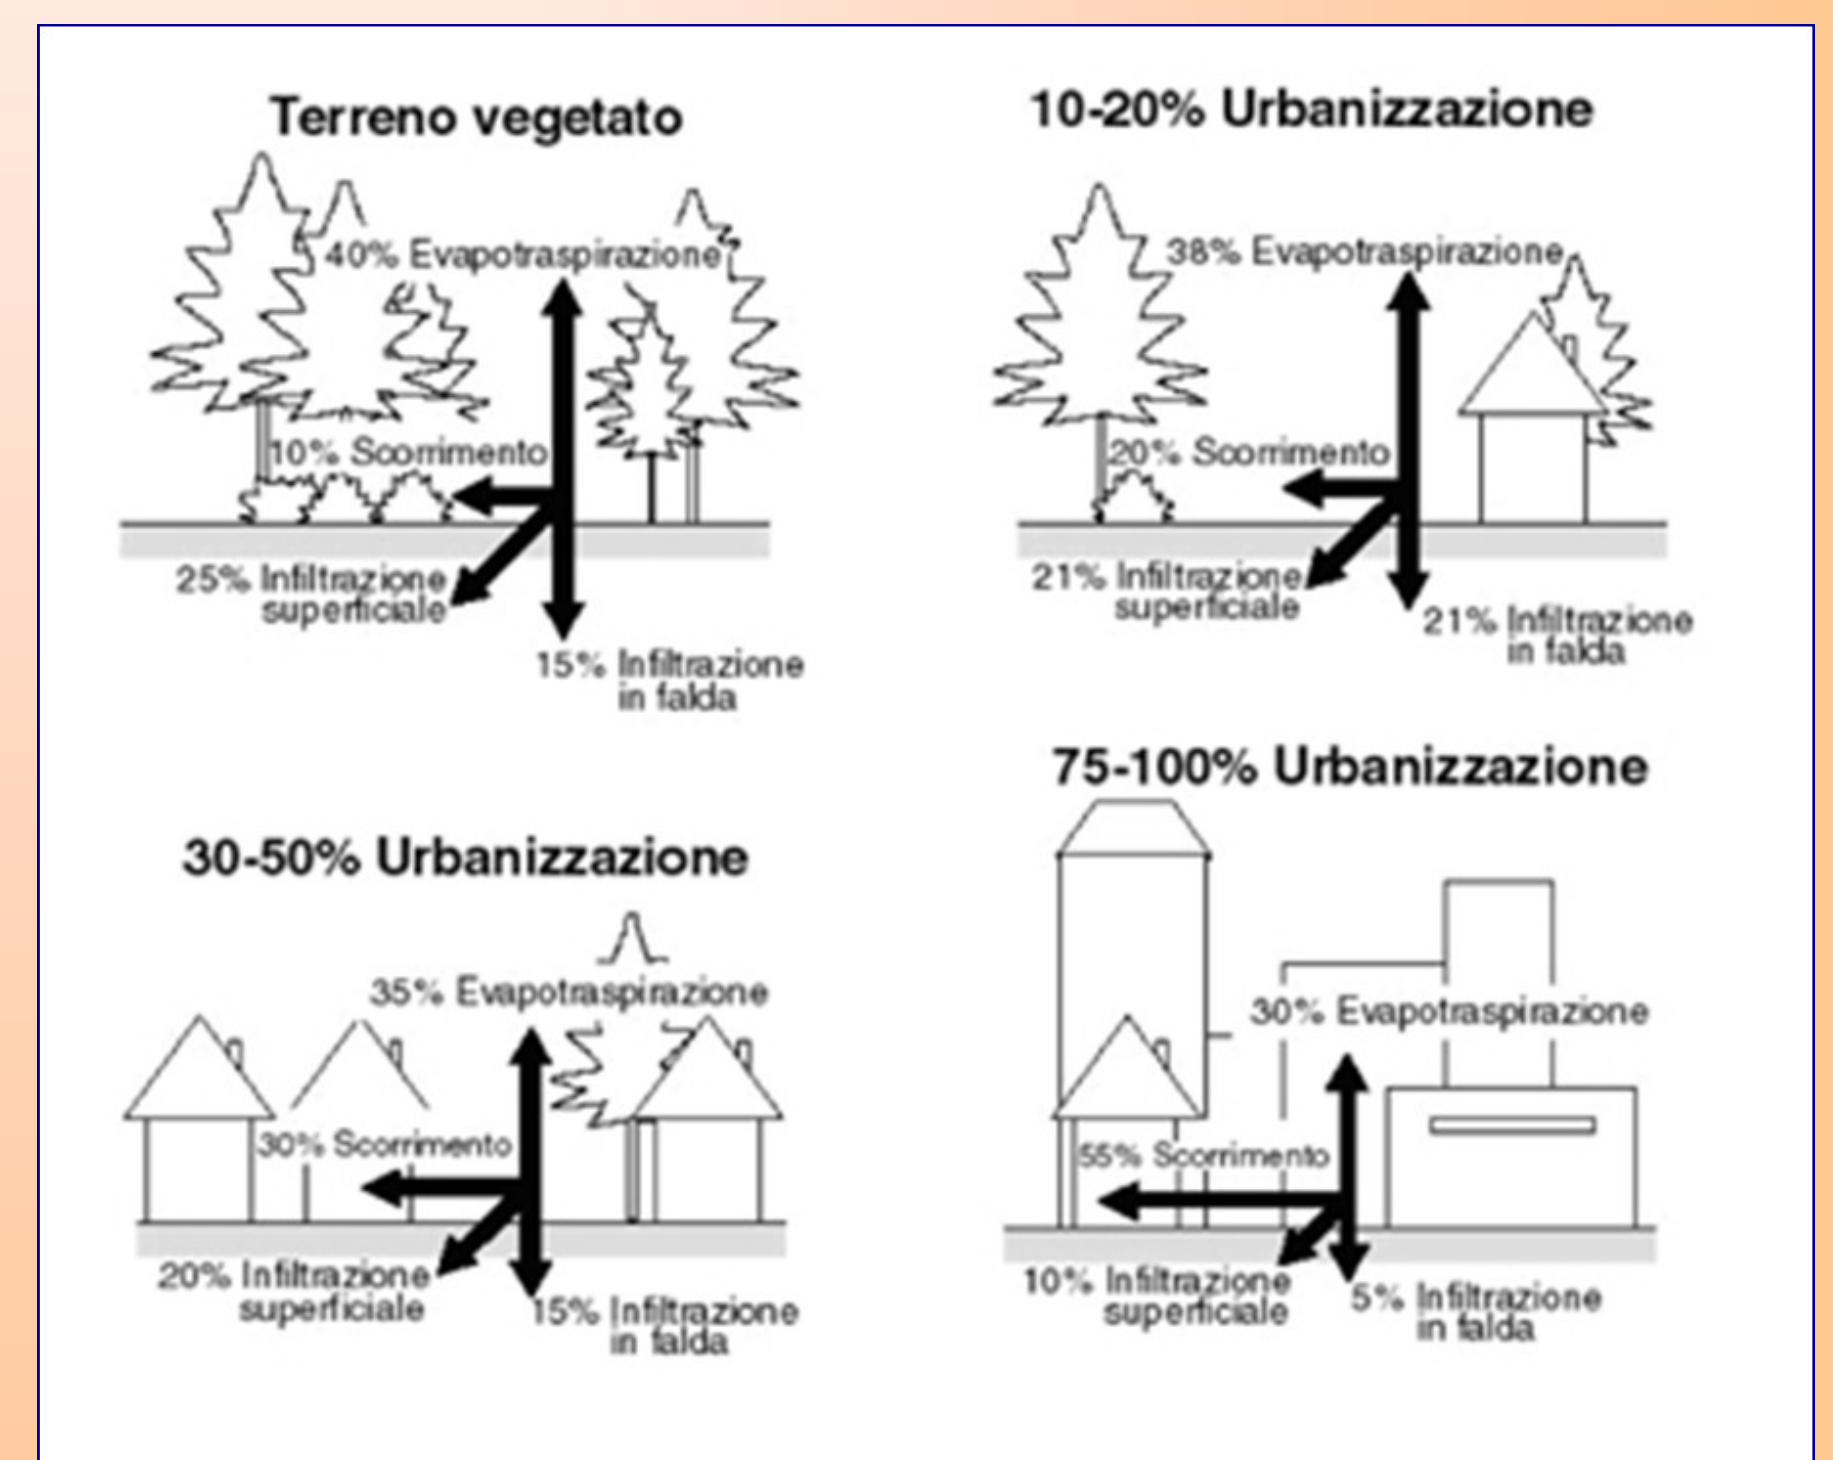 Terreno vegetato
40% Evapotraspirazione
10% Scorrimento
25% Infiltrazione
superficiale
15% Infiltrazione
in falda
10-20% Urbanizzazione
38% Evapotraspirazione
20% Scorrimento
21% Infiltrazione
superficiale
21% Infiltrazione
in falda
30-50% Urbanizzazione
35% Evapotraspirazione
30% Scorrimento
20% Infiltrazione
superficiale
15% Infiltrazione
in falda
75-100% Urbanizzazione
30% Evapotraspirazione
55% Scorrimento
10% Infiltrazione
superficiale
5% Infiltrazione
in falda